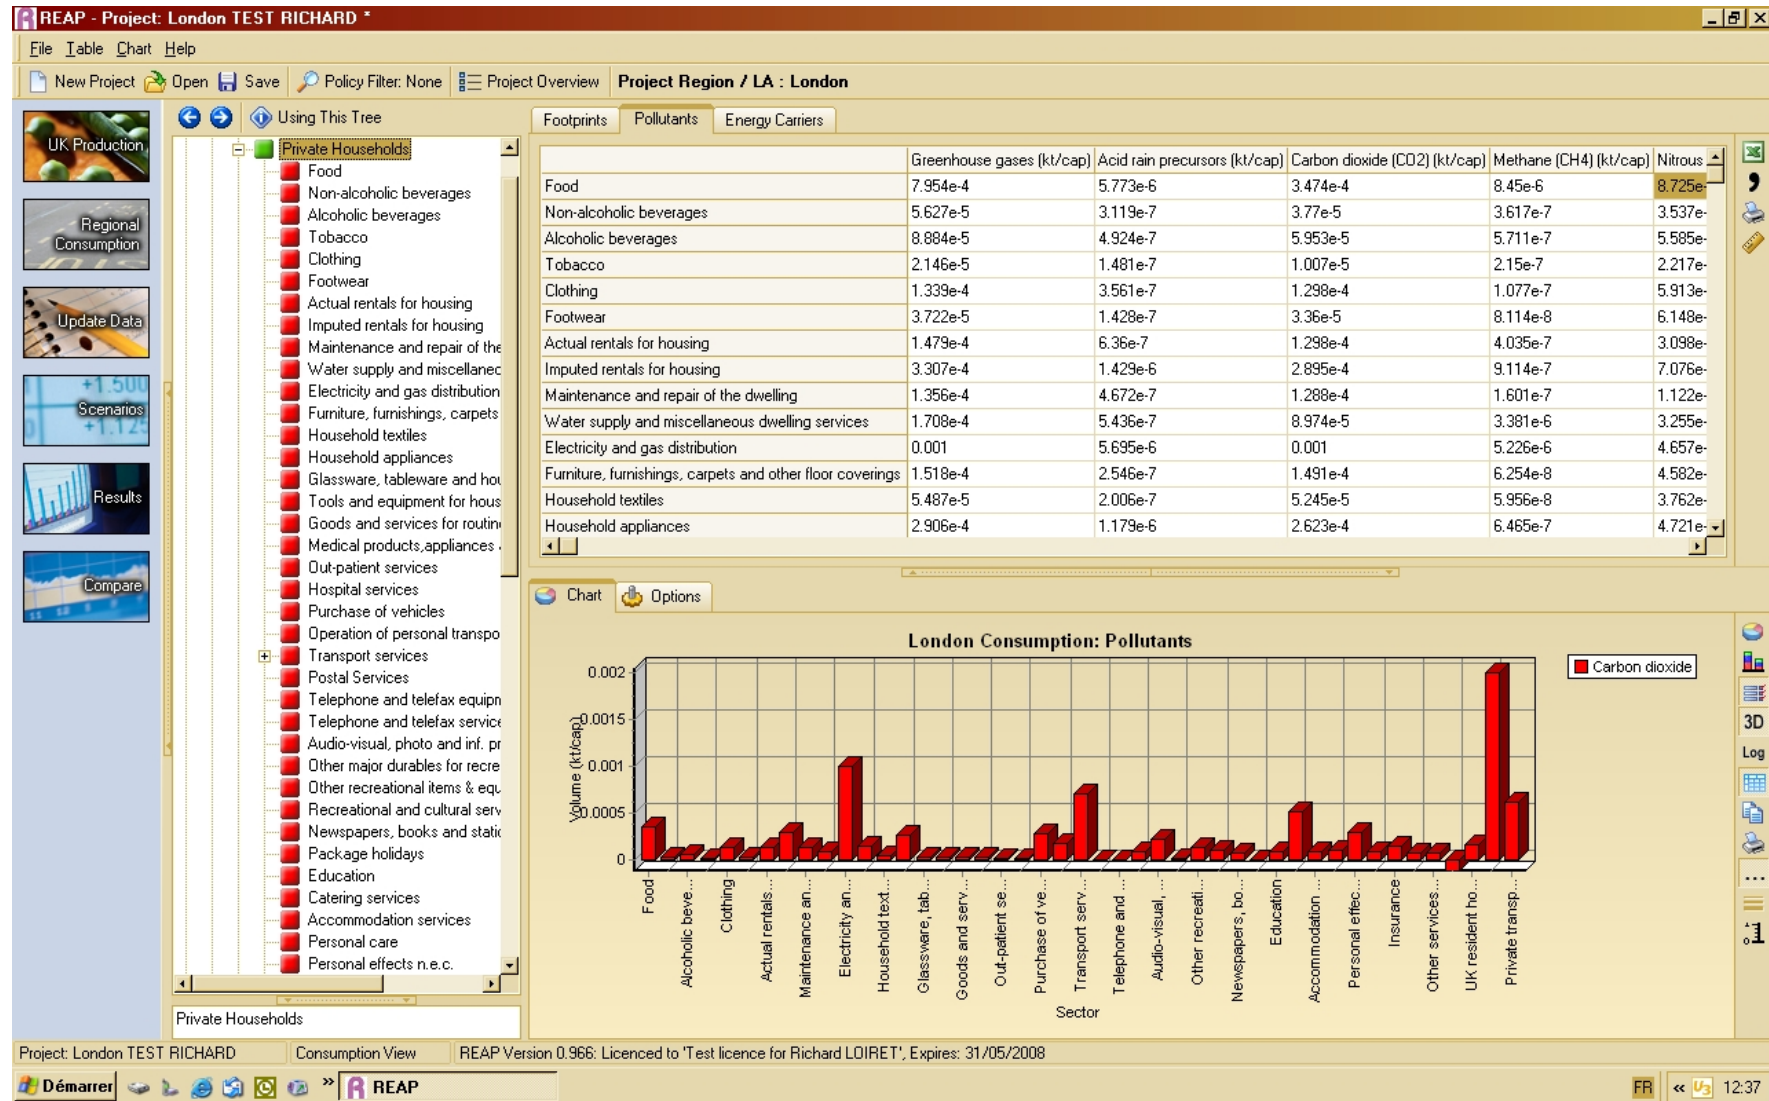 REAP - Project: London TEST RICHARD *
File Table Chart Help
New Project Open Save Policy Filter: None Project Overview Project Region / LA : London
UK Production
Regional Consumption
Update Data
+1.500
Scenarios
+1.125
Results
Compare
Using This Tree
Private Households
Food
Non-alcoholic beverages
Alcoholic beverages
Tobacco
Clothing
Footwear
Actual rentals for housing
Imputed rentals for housing
Maintenance and repair of the
Water supply and miscellanec
Electricity and gas distribution
Furniture, furnishings, carpets
Household textiles
Household appliances
Glassware, tableware and hou
Tools and equipment for hous
Goods and services for routin
Medical products,appliances
Out-patient services
Hospital services
Purchase of vehicles
Operation of personal transpo
Transport services
Postal Services
Telephone and telefax equipn
Telephone and telefax service
Audio-visual, photo and inf. pr
Other major durables for recre
Other recreational items & equ
Recreational and cultural serv
Newspapers, books and static
Package holidays
Education
Catering services
Accommodation services
Personal care
Personal effects n.e.c.
Private Households
Footprints Pollutants Energy Carriers
Greenhouse gases (kt/cap) Acid rain precursors (kt/cap) Carbon dioxide (CO2) (kt/cap) Methane (CH4) (kt/cap) Nitrous
Food 7.954e-4 5.773e-6 3.474e-4 8.45e-6 8.725e-
Non-alcoholic beverages 5.627e-5 3.119e-7 3.77e-5 3.617e-7 3.537e-
Alcoholic beverages 8.884e-5 4.924e-7 5.953e-5 5.711e-7 5.585e-
Tobacco 2.146e-5 1.481e-7 1.007e-5 2.15e-7 2.217e-
Clothing 1.339e-4 3.561e-7 1.298e-4 1.077e-7 5.913e-
Footwear 3.722e-5 1.428e-7 3.36e-5 8.114e-8 6.148e-
Actual rentals for housing 1.479e-4 6.36e-7 1.298e-4 4.035e-7 3.098e-
Imputed rentals for housing 3.307e-4 1.429e-6 2.895e-4 9.114e-7 7.076e-
Maintenance and repair of the dwelling 1.356e-4 4.672e-7 1.288e-4 1.601e-7 1.122e-
Water supply and miscellaneous dwelling services 1.708e-4 5.436e-7 8.974e-5 3.381e-6 3.255e-
Electricity and gas distribution 0.001 5.695e-6 0.001 5.226e-6 4.657e-
Furniture, furnishings, carpets and other floor coverings 1.518e-4 2.546e-7 1.491e-4 6.254e-8 4.582e-
Household textiles 5.487e-5 2.006e-7 5.245e-5 5.956e-8 3.762e-
Household appliances 2.906e-4 1.179e-6 2.623e-4 6.465e-7 4.721e-
Chart Options
London Consumption: Pollutants
Carbon dioxide
Volume (kt/cap)
0.002
0.0015
0.001
0.0005
0
Food
Alcoholic beve...
Clothing
Actual rentals...
Maintenance an...
Electricity an...
Household text...
Glassware, tab...
Goods and serv...
Out-patient se...
Purchase of ve...
Transport serv...
Telephone and ...
Audio-visual, ...
Other recreati...
Newspapers, bo...
Education
Accommodation ...
Personal effec...
Insurance
Other services...
UK resident ho...
Private transp...
Sector
3D
Log
Project: London TEST RICHARD Consumption View REAP Version 0.966: Licenced to 'Test licence for Richard LOIRET', Expires: 31/05/2008
Démarrer » REAP FR « U3 12:37